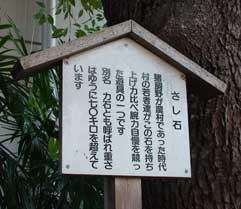 さし石
猪飼野が農村であった時代
村の若者達がこの石を持ち
上げ力比べ腕力自慢を競っ
た道具の一つです
別名 力石とも呼ばれ重さ
はゆうに七〇キロを超えて
います